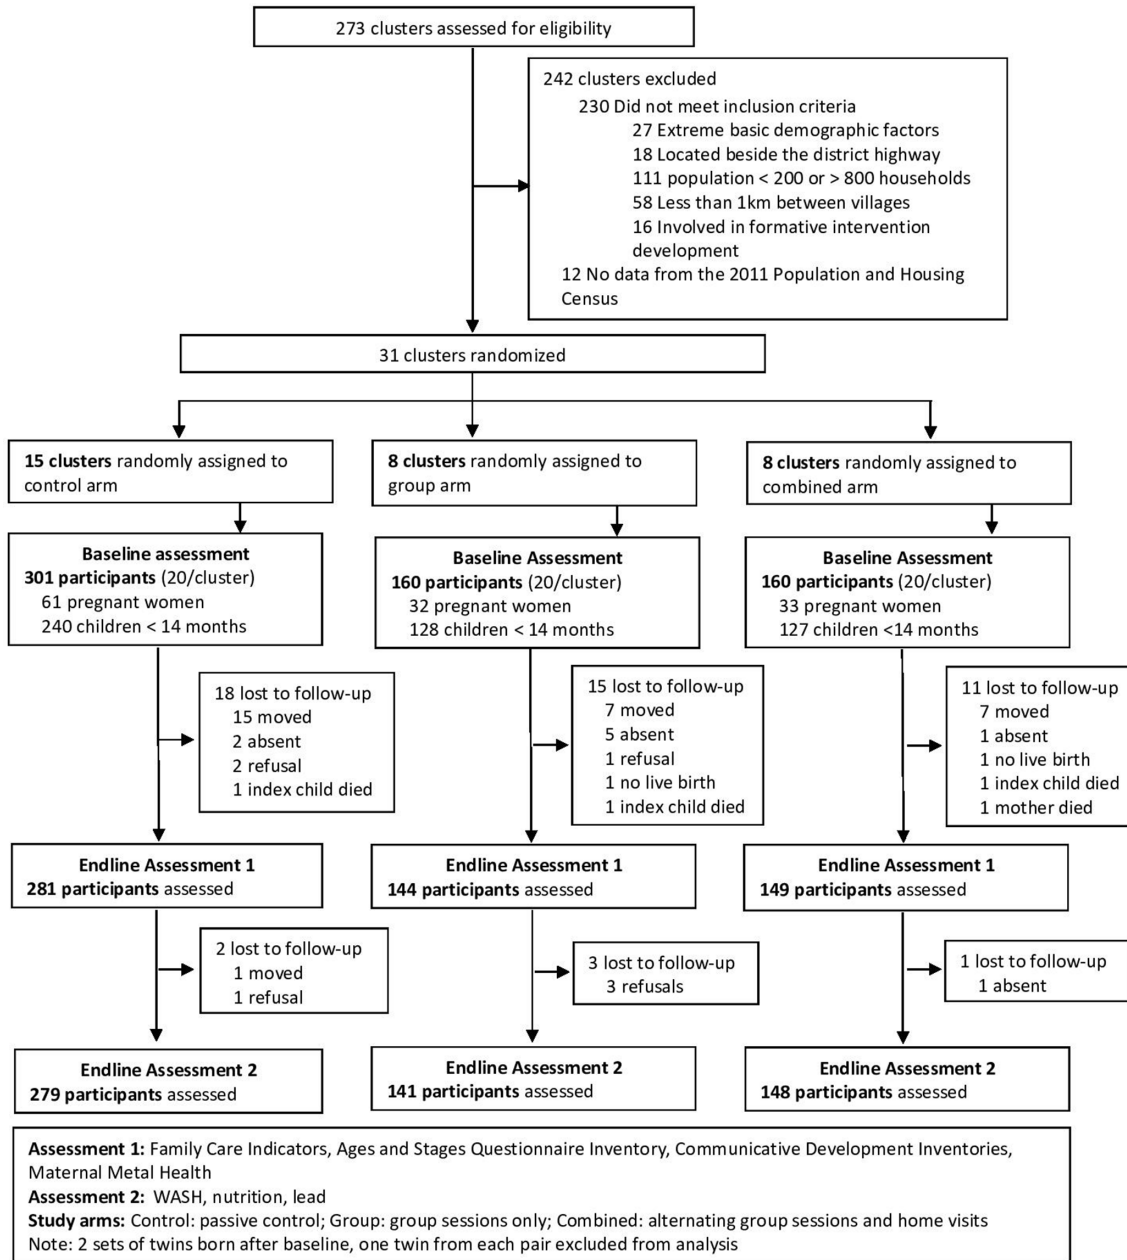 273 clusters assessed for eligibility
242 clusters excluded
230 Did not meet inclusion criteria
27 Extreme basic demographic factors
18 Located beside the district highway
111 population < 200 or > 800 households
58 Less than 1km between villages
16 Involved in formative intervention
development
12 No data from the 2011 Population and Housing
Census
31 clusters randomized
15 clusters randomly assigned to
control arm
8 clusters randomly assigned to
group arm
8 clusters randomly assigned to
combined arm
Baseline assessment
301 participants (20/cluster)
61 pregnant women
240 children < 14 months
Baseline Assessment
160 participants (20/cluster)
32 pregnant women
128 children < 14 months
Baseline Assessment
160 participants (20/cluster)
33 pregnant women
127 children <14 months
18 lost to follow-up
15 moved
2 absent
2 refusal
1 index child died
15 lost to follow-up
7 moved
5 absent
1 refusal
1 no live birth
1 index child died
11 lost to follow-up
7 moved
1 absent
1 no live birth
1 index child died
1 mother died
Endline Assessment 1
281 participants assessed
Endline Assessment 1
144 participants assessed
Endline Assessment 1
149 participants assessed
2 lost to follow-up
1 moved
1 refusal
3 lost to follow-up
3 refusals
1 lost to follow-up
1 absent
Endline Assessment 2
279 participants assessed
Endline Assessment 2
141 participants assessed
Endline Assessment 2
148 participants assessed
Assessment 1: Family Care Indicators, Ages and Stages Questionnaire Inventory, Communicative Development Inventories,
Maternal Metal Health
Assessment 2: WASH, nutrition, lead
Study arms: Control: passive control; Group: group sessions only; Combined: alternating group sessions and home visits
Note: 2 sets of twins born after baseline, one twin from each pair excluded from analysis